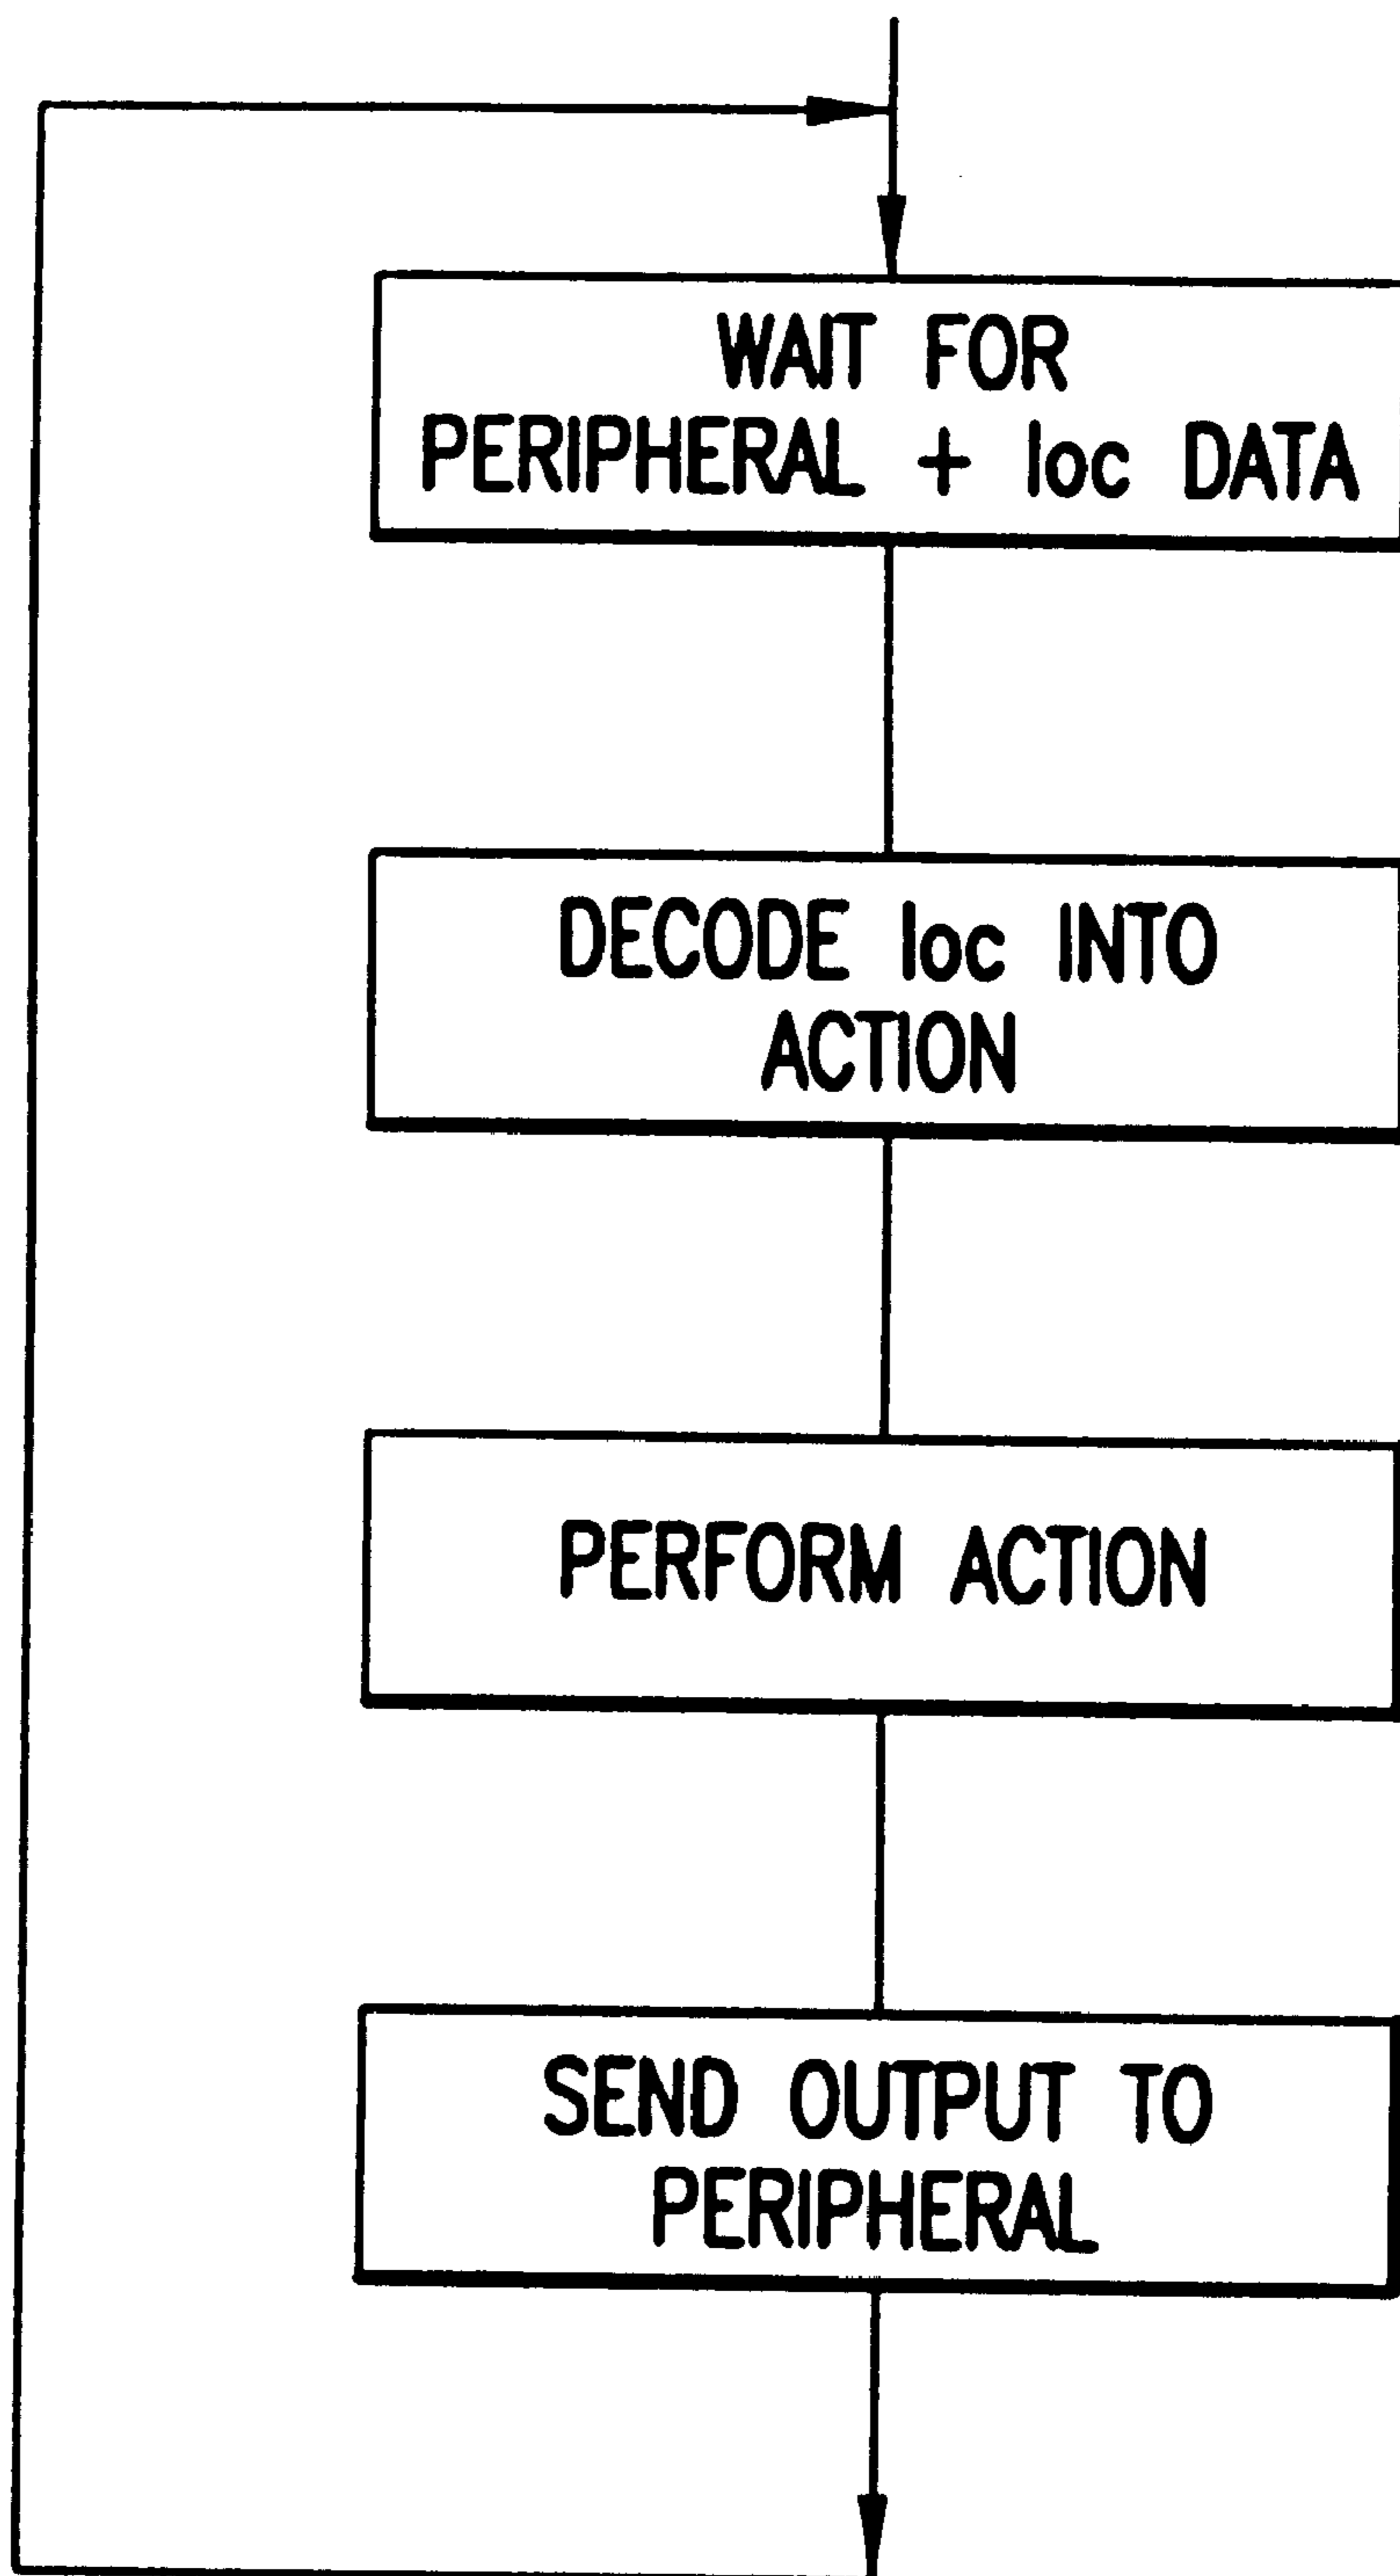 WAIT FOR
PERIPHERAL + loc DATA
DECODE loc INTO
ACTION
PERFORM ACTION
SEND OUTPUT TO
PERIPHERAL